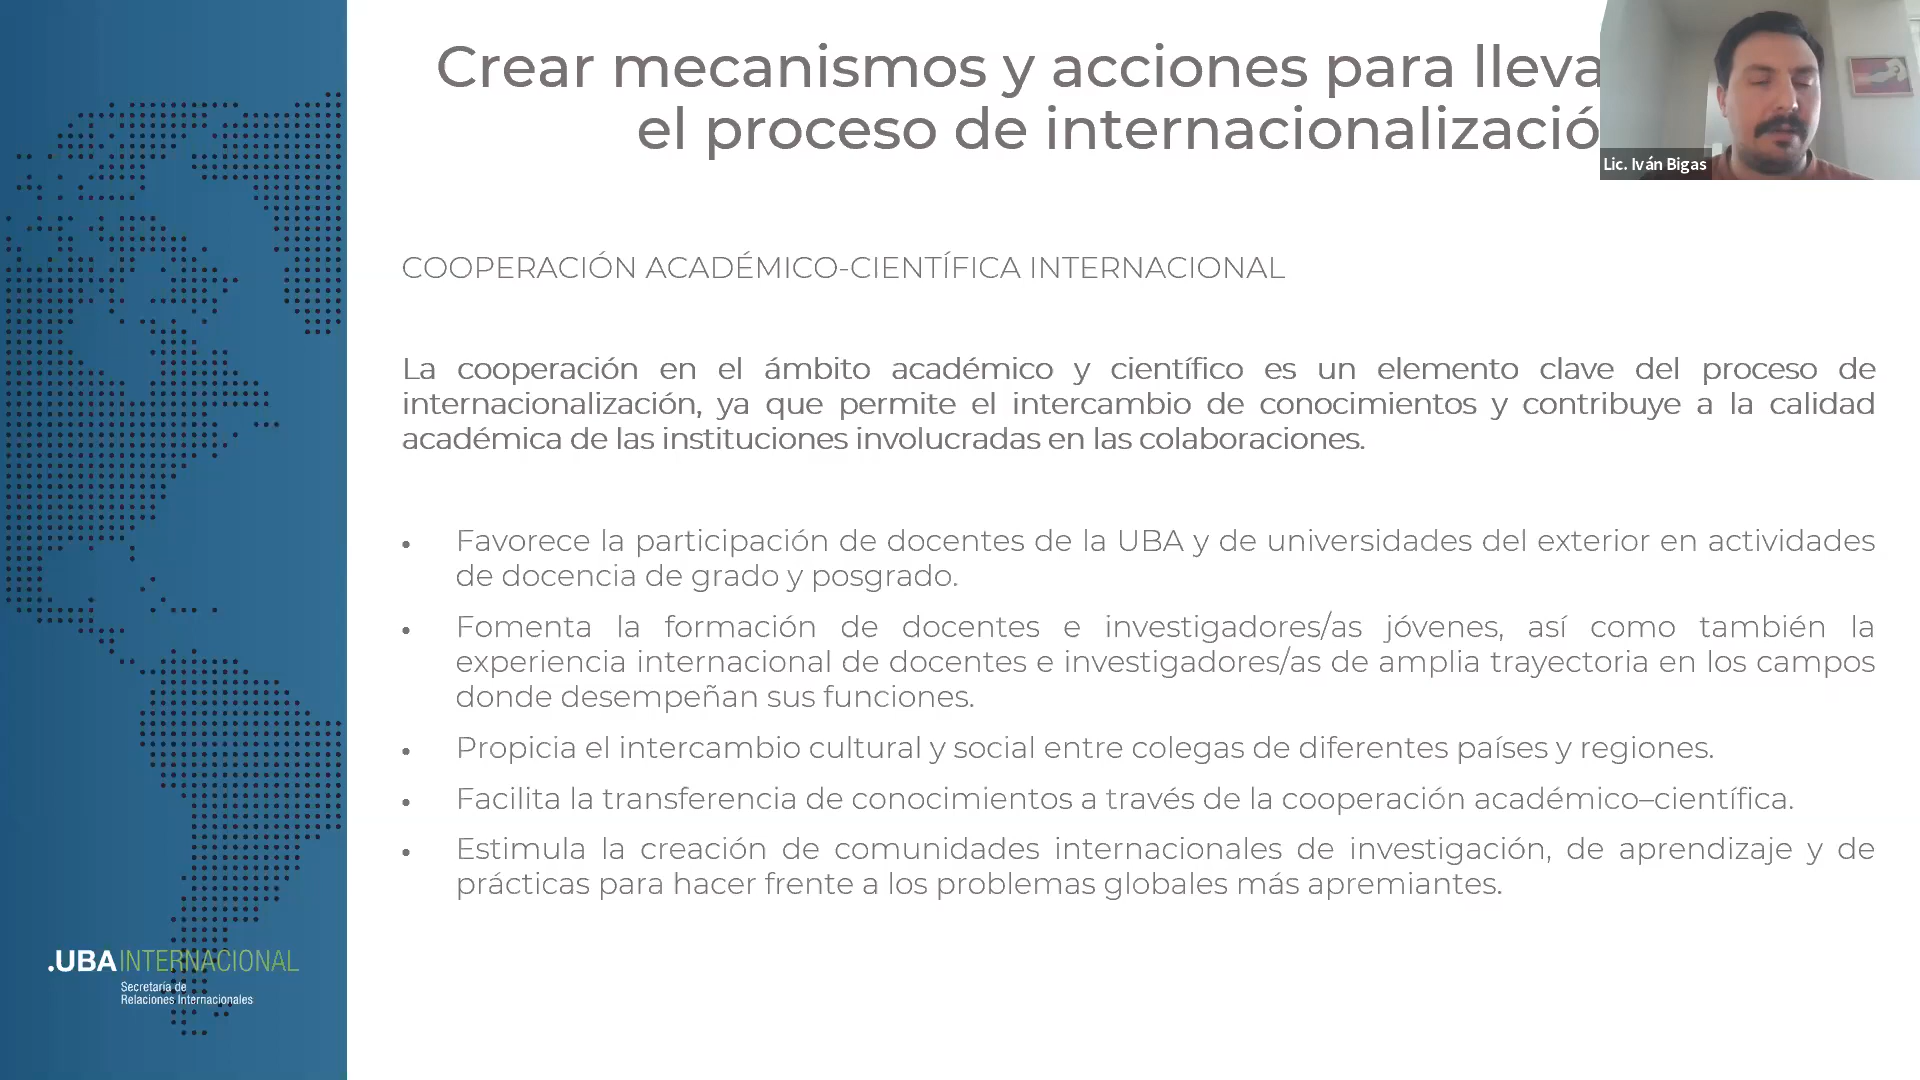 Crear mecanismos y acciones para lleva
el proceso de internacionalizació
Lic. Iván Bigas
COOPERACIÓN ACADÉMICO-CIENTÍFICA INTERNACIONAL
La cooperación en el ámbito académico y científico es un elemento clave del proceso de
internacionalización, ya que permite el intercambio de conocimientos y contribuye a la calidad
académica de las instituciones involucradas en las colaboraciones.
• Favorece la participación de docentes de la UBA y de universidades del exterior en actividades
de docencia de grado y posgrado.
• Fomenta la formación de docentes e investigadores/as jóvenes, así como también la
experiencia internacional de docentes e investigadores/as de amplia trayectoria en los campos
donde desempeñan sus funciones.
• Propicia el intercambio cultural y social entre colegas de diferentes países y regiones.
• Facilita la transferencia de conocimientos a través de la cooperación académico–científica.
• Estimula la creación de comunidades internacionales de investigación, de aprendizaje y de
prácticas para hacer frente a los problemas globales más apremiantes.
.UBAINTERNACIONAL
Secretaría de
Relaciones Internacionales